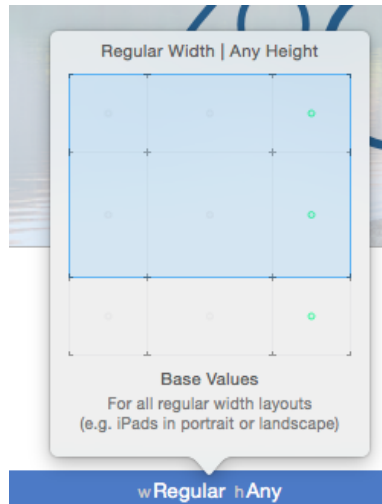 Regular Width | Any Height
Base Values
For all regular width layouts
(e.g. iPads in portrait or landscape)
wRegular hAny